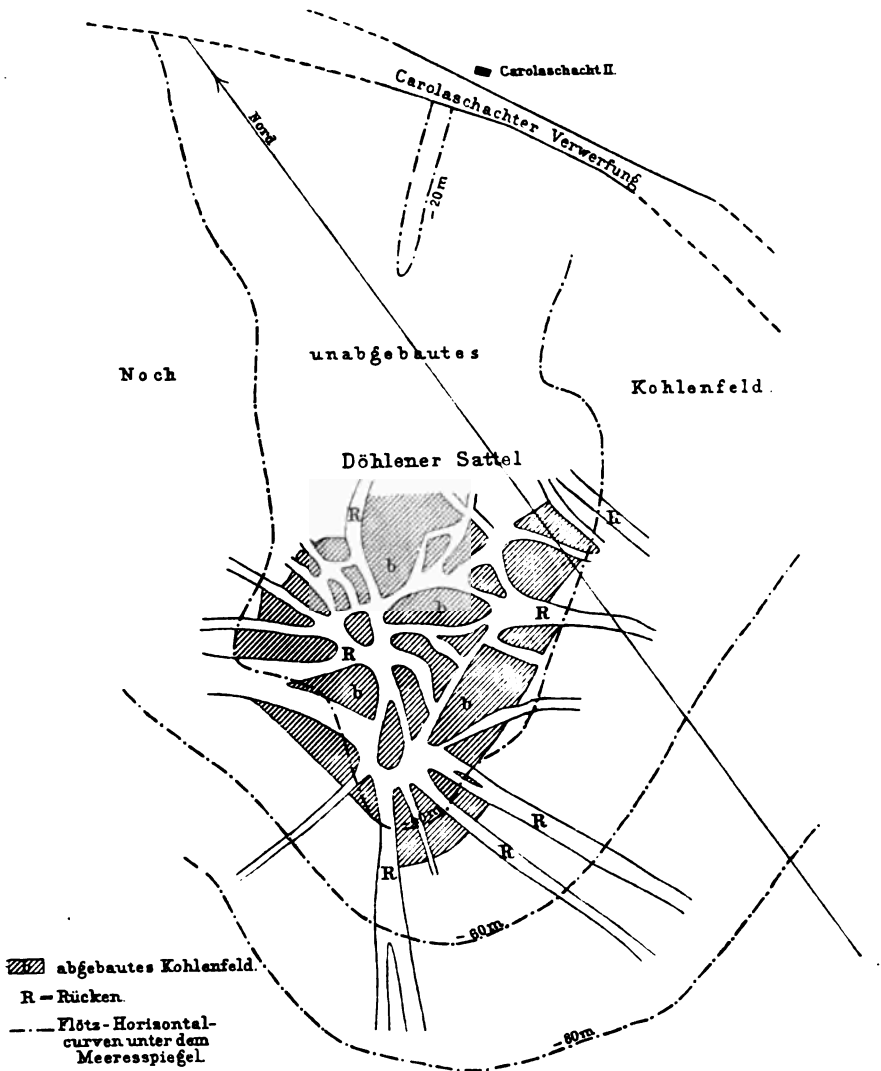 Carolaschacht II.
Carolaschachter Verwerfung
Nord
-20m
unabgebautes
Noch
Kohlenfeld.
Döhlener Sattel
R
R
b
b
R
R
b
b
R
R
R
-60m
-80m
b abgebautes Kohlenfeld.
R = Rücken.
Flötz-Horizontal-
curven unter dem
Meeresspiegel.